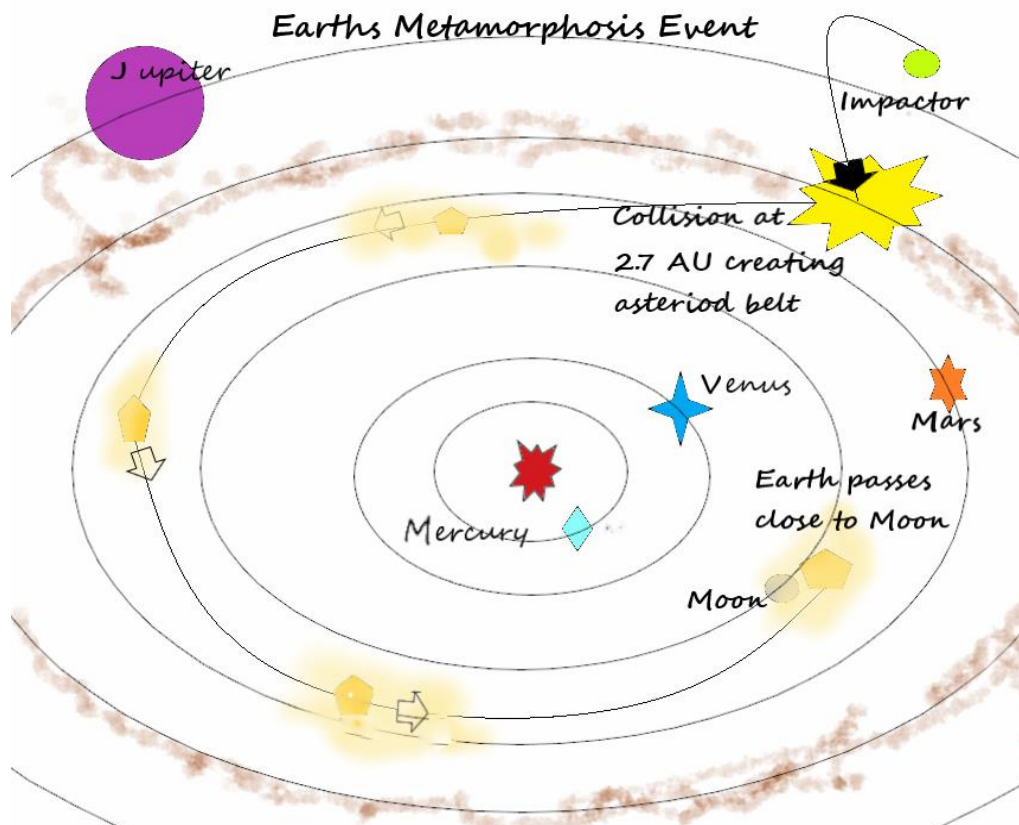 Earths Metamorphosis Event
Jupiter
Impactor
Collision at
2.7 AU creating
asteriod belt
Venus
Mars
Earth passes
close to Moon
Mercury
Moon